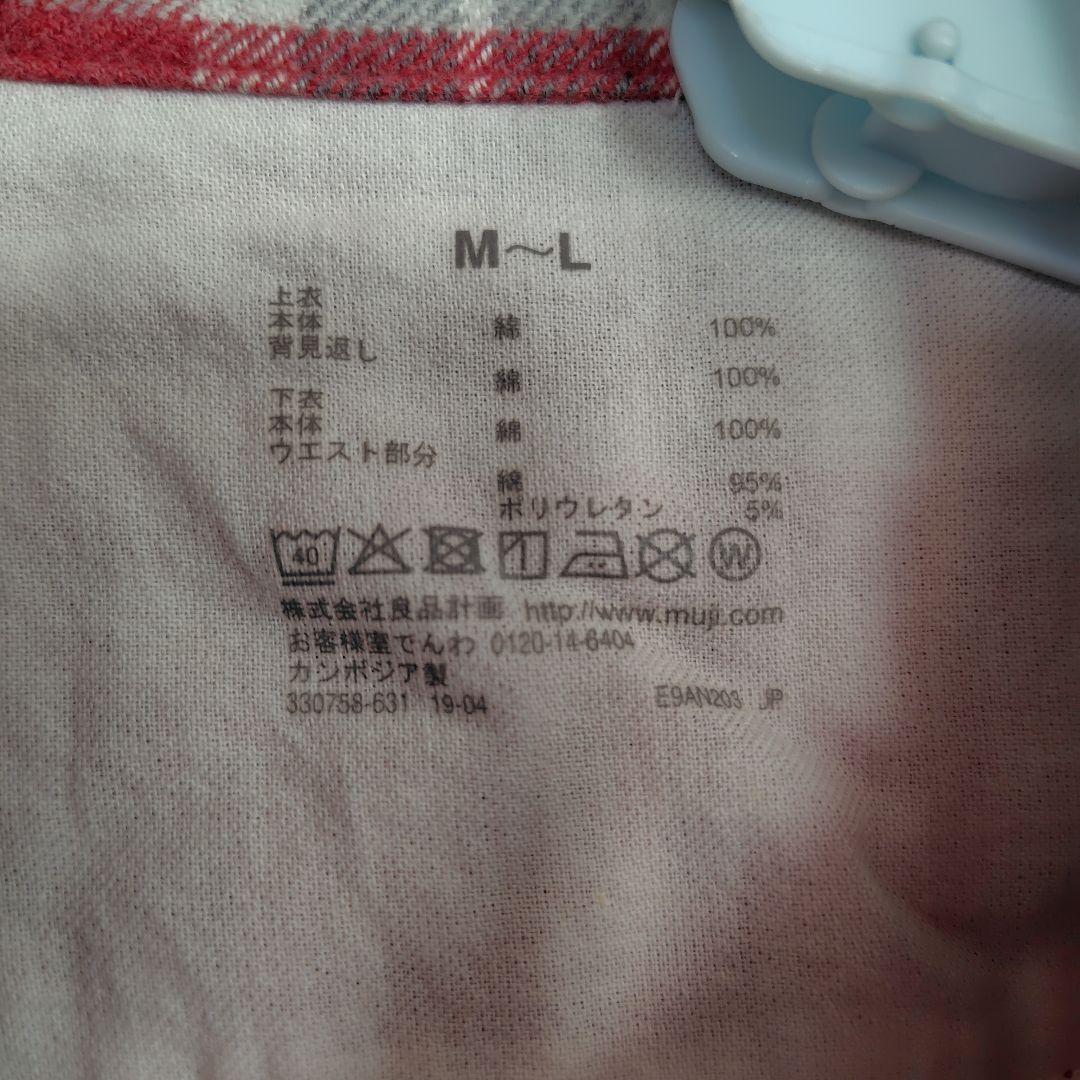 M～L
上衣
本体 綿 100%
背見返し
綿 100%
下衣
本体 綿 100%
ウエスト部分
綿 95%
ポリウレタン 5%
40 W
株式会社良品計画 http://www.muji.com
お客様室でんわ 0120-14-6404
カンボジア製
330758-631 19-04 E9AN203 JP